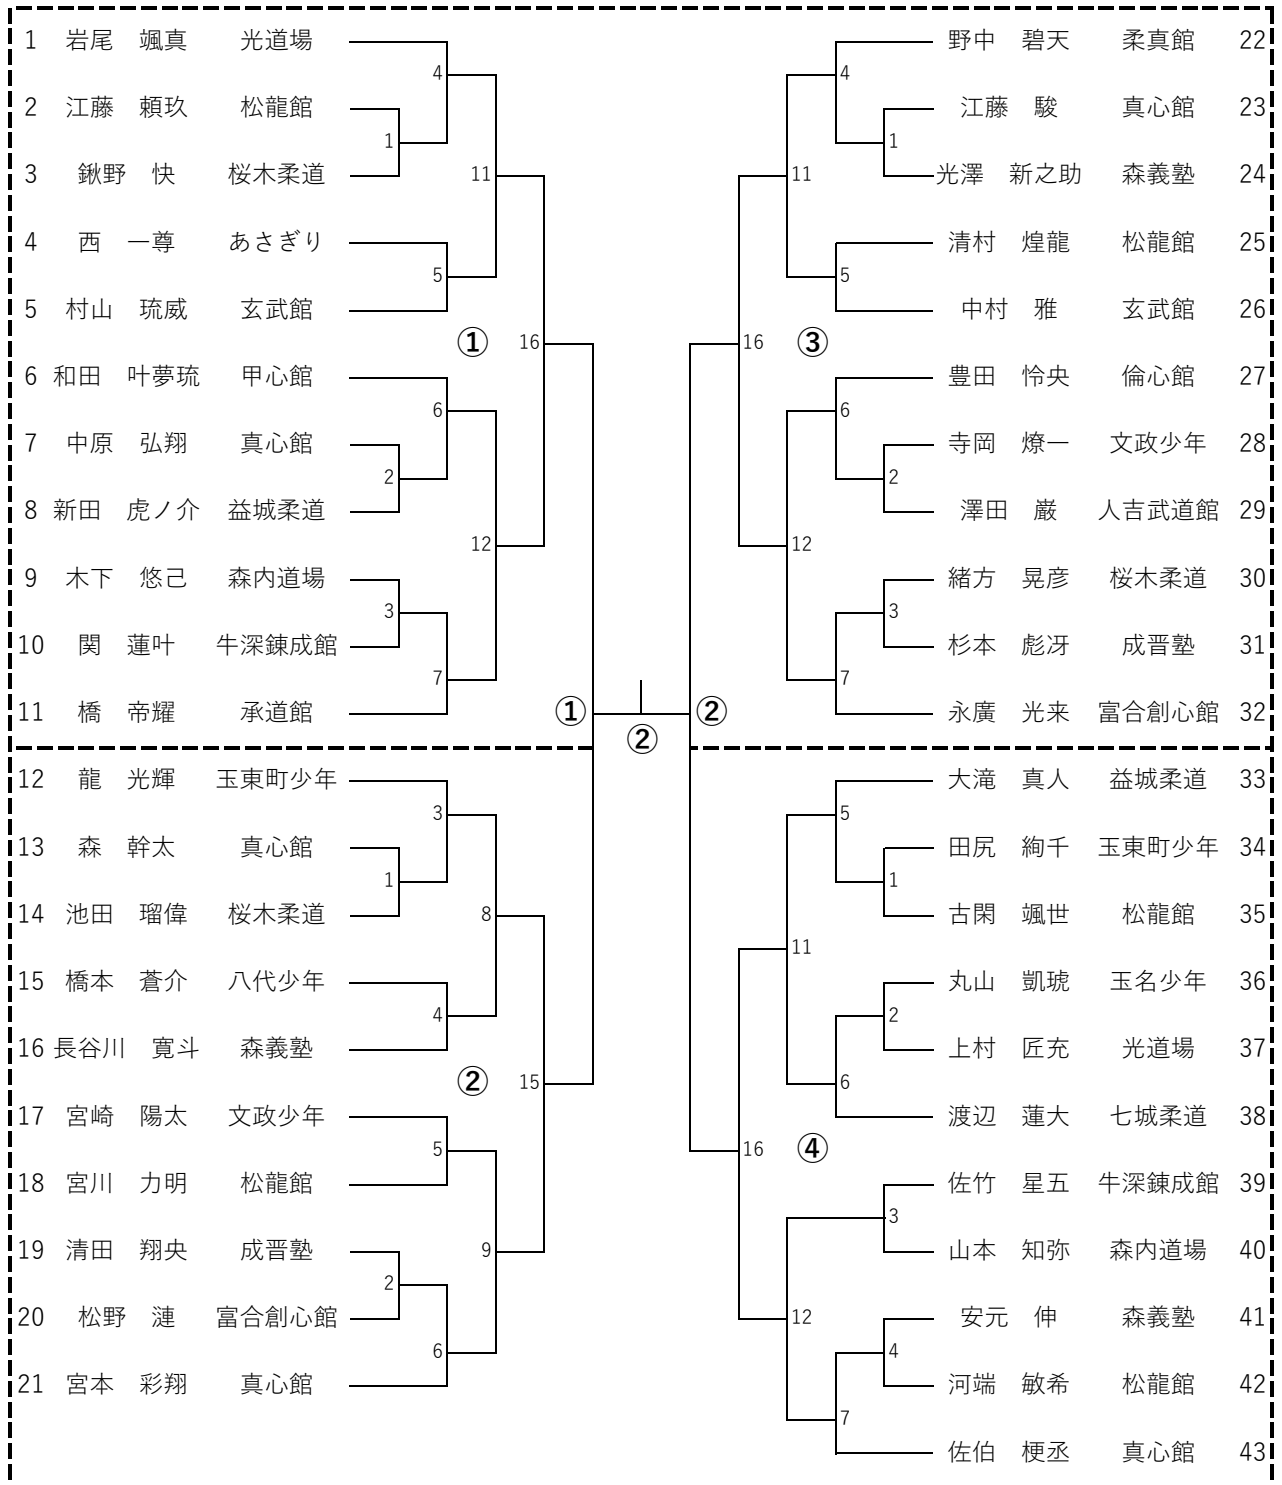 1 岩尾 颯真 光道場
2 江藤 頼玖 松龍館
3 鍬野 快 桜木柔道
4 西 一尊 あさぎり
5 村山 琉威 玄武館
6 和田 叶夢琉 甲心館
7 中原 弘翔 真心館
8 新田 虎ノ介 益城柔道
9 木下 悠己 森内道場
10 関 蓮叶 牛深錬成館
11 橋 帝耀 承道館
12 龍 光輝 玉東町少年
13 森 幹太 真心館
14 池田 瑠偉 桜木柔道
15 橋本 蒼介 八代少年
16 長谷川 寛斗 森義塾
17 宮崎 陽太 文政少年
18 宮川 力明 松龍館
19 清田 翔央 成晋塾
20 松野 漣 富合創心館
21 宮本 彩翔 真心館
4
1
11
5
① 16
6
2
12
3
7
①
3
1
8
4
② 15
5
9
2
6
②
4
1
11
5
16 ③
6
2
12
3
7
②
5
1
11
2
6
16 ④
3
12
4
7
野中 碧天 柔真館 22
江藤 駿 真心館 23
光澤 新之助 森義塾 24
清村 煌龍 松龍館 25
中村 雅 玄武館 26
豊田 怜央 倫心館 27
寺岡 燎一 文政少年 28
澤田 巌 人吉武道館 29
緒方 晃彦 桜木柔道 30
杉本 彪冴 成晋塾 31
永廣 光来 富合創心館 32
大滝 真人 益城柔道 33
田尻 絢千 玉東町少年 34
古閑 颯世 松龍館 35
丸山 凱琥 玉名少年 36
上村 匠充 光道場 37
渡辺 蓮大 七城柔道 38
佐竹 星五 牛深錬成館 39
山本 知弥 森内道場 40
安元 伸 森義塾 41
河端 敏希 松龍館 42
佐伯 梗丞 真心館 43